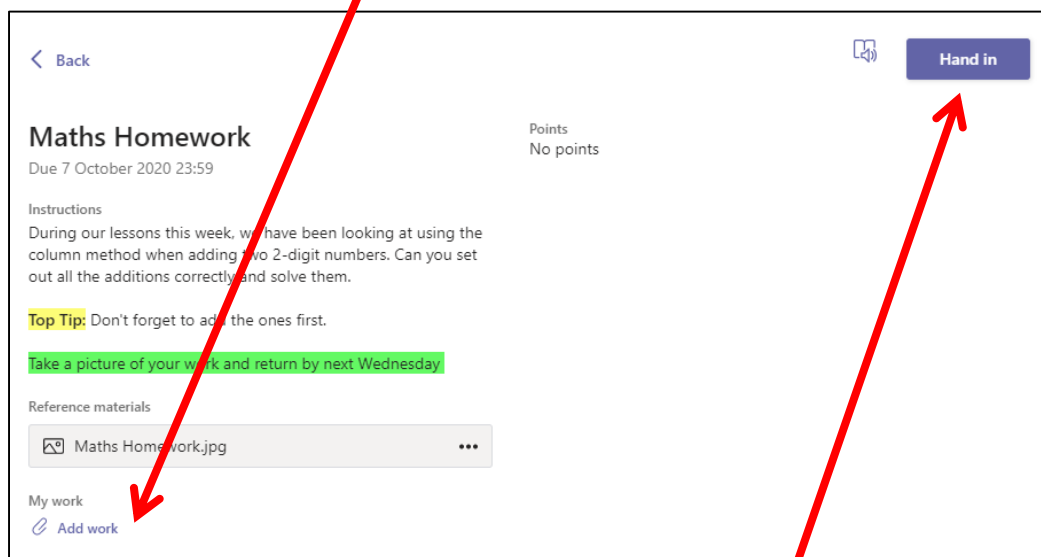 Back
Hand in
Maths Homework
Due 7 October 2020 23:59
Points
No points
Instructions
During our lessons this week, we have been looking at using the
column method when adding two 2-digit numbers. Can you set
out all the additions correctly and solve them.
Top Tip: Don't forget to add the ones first.
Take a picture of your work and return by next Wednesday
Reference materials
Maths Homework.jpg
My work
Add work